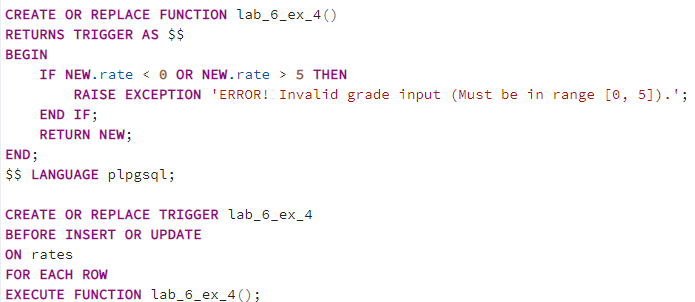 CREATE OR REPLACE FUNCTION lab_6_ex_4()
RETURNS TRIGGER AS $$
BEGIN
    IF NEW.rate < 0 OR NEW.rate > 5 THEN
        RAISE EXCEPTION 'ERROR! Invalid grade input (Must be in range [0, 5]).';
    END IF;
    RETURN NEW;
END;
$$ LANGUAGE plpgsql;

CREATE OR REPLACE TRIGGER lab_6_ex_4
BEFORE INSERT OR UPDATE
ON rates
FOR EACH ROW
EXECUTE FUNCTION lab_6_ex_4();